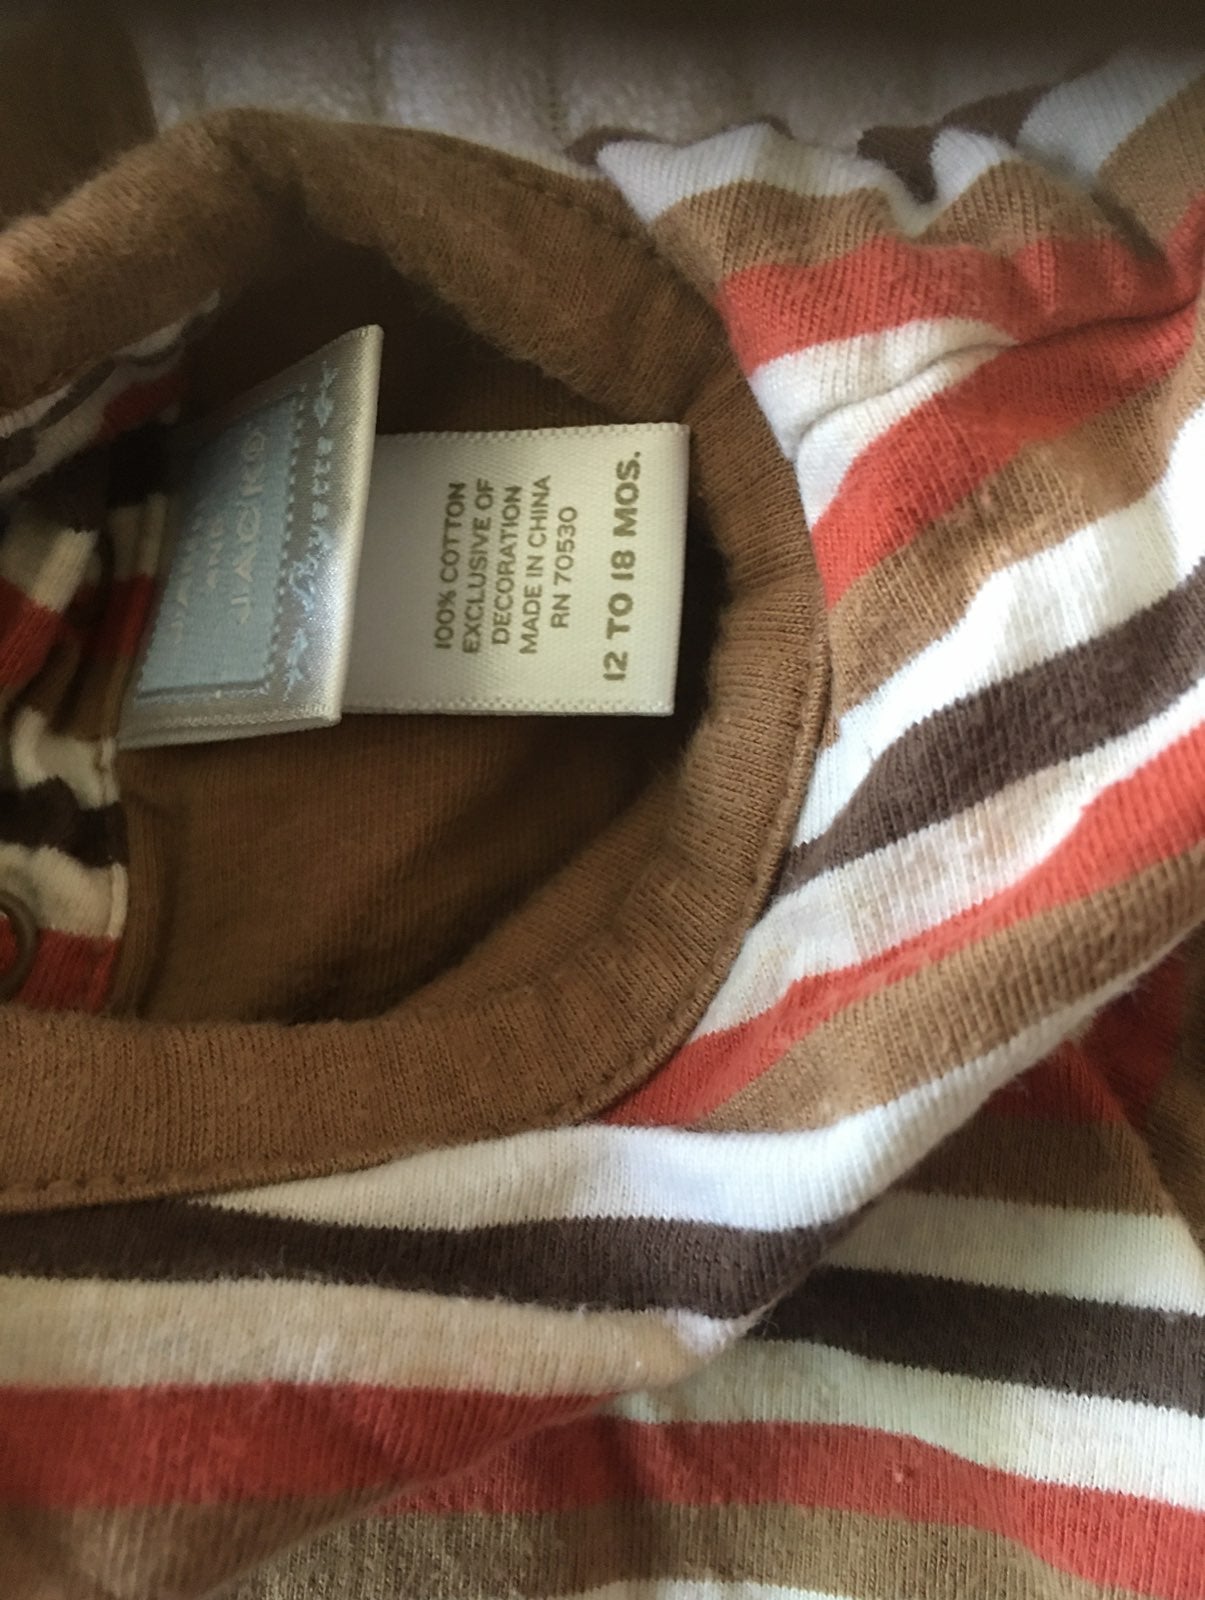 AND
JACK
100% COTTON
EXCLUSIVE OF
DECORATION
MADE IN CHINA
RN 70530
12 TO 18 MOS.